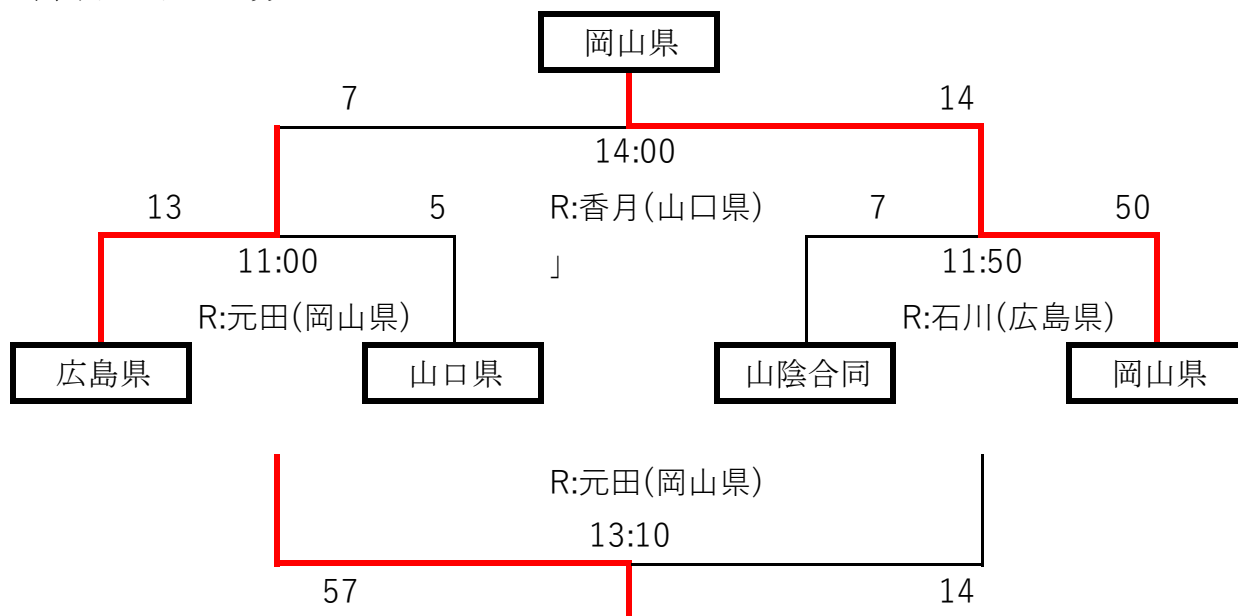 岡山県
7 14
14:00
13 5 R:香月(山口県) 7 50
11:00 」 11:50
R:元田(岡山県) R:石川(広島県)
広島県 山口県 山陰合同 岡山県
R:元田(岡山県)
13:10
57 14